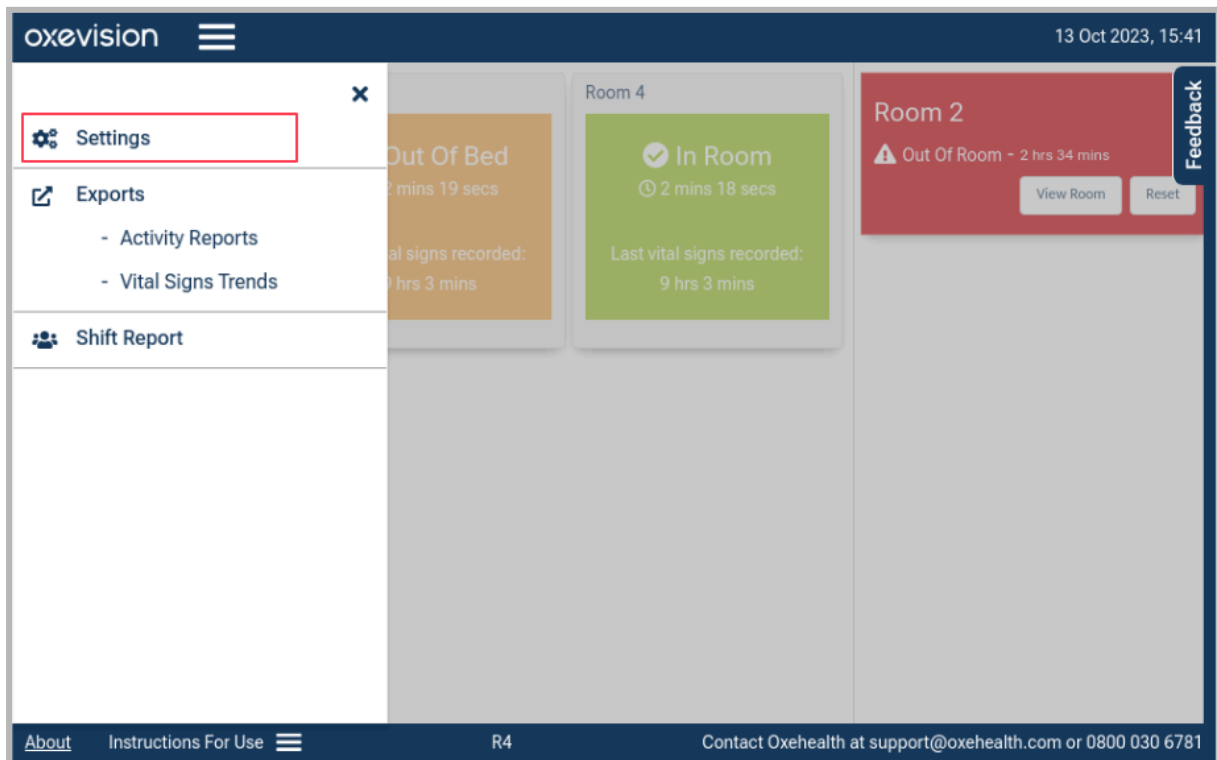 oxevision
13 Oct 2023, 15:41
Settings
Exports
- Activity Reports
- Vital Signs Trends
Shift Report
Out Of Bed
mins 19 secs
signs recorded:
hrs 3 mins
Room 4
In Room
2 mins 18 secs
Last vital signs recorded:
9 hrs 3 mins
Room 2
Out Of Room - 2 hrs 34 mins
View Room
Reset
Feedback
About
Instructions For Use
R4
Contact Oxehealth at support@oxehealth.com or 0800 030 6781